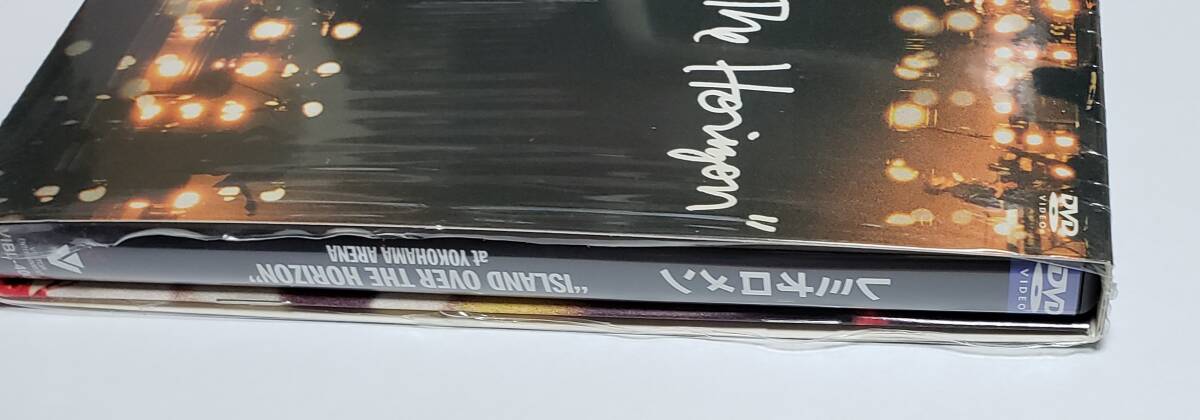 The Horizon"
DVD
VIDEO
DVD
VIDEO
レミオロメン
"ISLAND OVER THE HORIZON"
at YOKOHAMA ARENA